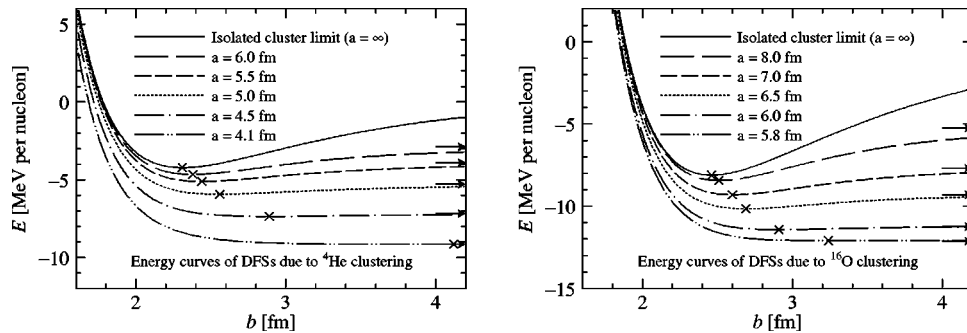 5
0
−5
−10
E [MeV per nucleon]
Isolated cluster limit (a = ∞)
a = 6.0 fm
a = 5.5 fm
a = 5.0 fm
a = 4.5 fm
a = 4.1 fm
Energy curves of DFSs due to ⁴He clustering
2 3 4
b [fm]
0
−5
−10
−15
E [MeV per nucleon]
Isolated cluster limit (a = ∞)
a = 8.0 fm
a = 7.0 fm
a = 6.5 fm
a = 6.0 fm
a = 5.8 fm
Energy curves of DFSs due to ¹⁶O clustering
2 3 4
b [fm]